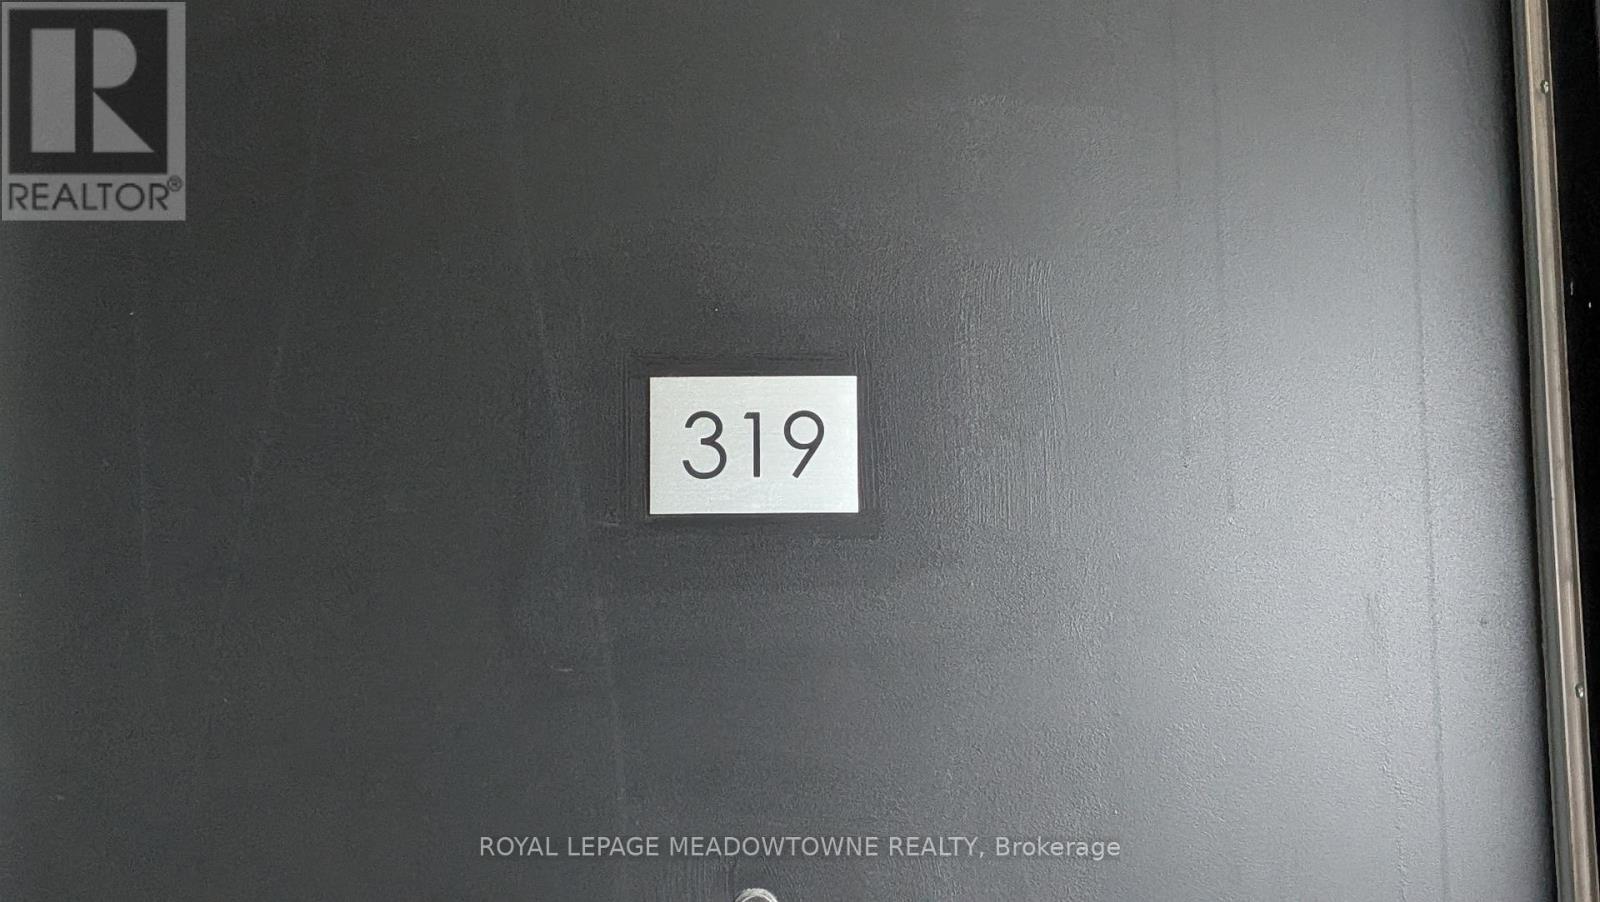 R
REALTOR®
319
ROYAL LEPAGE MEADOWTOWNE REALTY, Brokerage